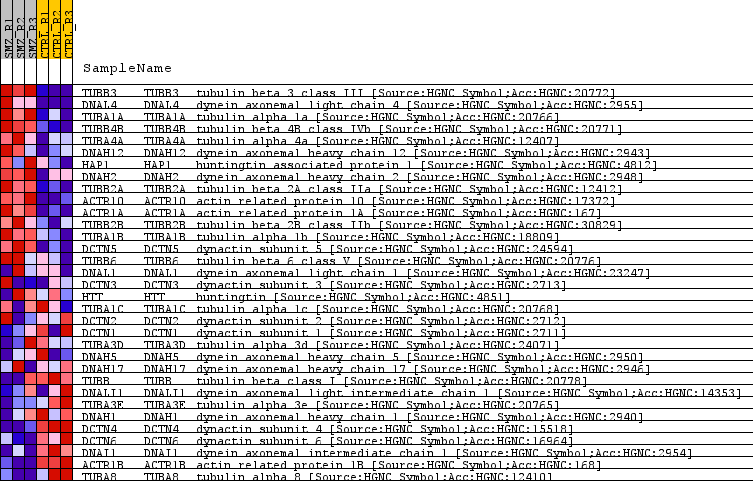 SMZ_R1
SMZ_R2
SMZ_R3
CTRL_R1
CTRL_R2
CTRL_R3
SampleName
TUBB3 TUBB3 tubulin beta 3 class III [Source:HGNC Symbol;Acc:HGNC:20772]
DNAL4 DNAL4 dynein axonemal light chain 4 [Source:HGNC Symbol;Acc:HGNC:2955]
TUBA1A TUBA1A tubulin alpha 1a [Source:HGNC Symbol;Acc:HGNC:20766]
TUBB4B TUBB4B tubulin beta 4B class IVb [Source:HGNC Symbol;Acc:HGNC:20771]
TUBA4A TUBA4A tubulin alpha 4a [Source:HGNC Symbol;Acc:HGNC:12407]
DNAH12 DNAH12 dynein axonemal heavy chain 12 [Source:HGNC Symbol;Acc:HGNC:2943]
HAP1 HAP1 huntingtin associated protein 1 [Source:HGNC Symbol;Acc:HGNC:4812]
DNAH2 DNAH2 dynein axonemal heavy chain 2 [Source:HGNC Symbol;Acc:HGNC:2948]
TUBB2A TUBB2A tubulin beta 2A class IIa [Source:HGNC Symbol;Acc:HGNC:12412]
ACTR10 ACTR10 actin related protein 10 [Source:HGNC Symbol;Acc:HGNC:17372]
ACTR1A ACTR1A actin related protein 1A [Source:HGNC Symbol;Acc:HGNC:167]
TUBB2B TUBB2B tubulin beta 2B class IIb [Source:HGNC Symbol;Acc:HGNC:30829]
TUBA1B TUBA1B tubulin alpha 1b [Source:HGNC Symbol;Acc:HGNC:18809]
DCTN5 DCTN5 dynactin subunit 5 [Source:HGNC Symbol;Acc:HGNC:24594]
TUBB6 TUBB6 tubulin beta 6 class V [Source:HGNC Symbol;Acc:HGNC:20776]
DNAL1 DNAL1 dynein axonemal light chain 1 [Source:HGNC Symbol;Acc:HGNC:23247]
DCTN3 DCTN3 dynactin subunit 3 [Source:HGNC Symbol;Acc:HGNC:2713]
HTT HTT huntingtin [Source:HGNC Symbol;Acc:HGNC:4851]
TUBA1C TUBA1C tubulin alpha 1c [Source:HGNC Symbol;Acc:HGNC:20768]
DCTN2 DCTN2 dynactin subunit 2 [Source:HGNC Symbol;Acc:HGNC:2712]
DCTN1 DCTN1 dynactin subunit 1 [Source:HGNC Symbol;Acc:HGNC:2711]
TUBA3D TUBA3D tubulin alpha 3d [Source:HGNC Symbol;Acc:HGNC:24071]
DNAH5 DNAH5 dynein axonemal heavy chain 5 [Source:HGNC Symbol;Acc:HGNC:2950]
DNAH17 DNAH17 dynein axonemal heavy chain 17 [Source:HGNC Symbol;Acc:HGNC:2946]
TUBB TUBB tubulin beta class I [Source:HGNC Symbol;Acc:HGNC:20778]
DNALI1 DNALI1 dynein axonemal light intermediate chain 1 [Source:HGNC Symbol;Acc:HGNC:14353]
TUBA3E TUBA3E tubulin alpha 3e [Source:HGNC Symbol;Acc:HGNC:20765]
DNAH1 DNAH1 dynein axonemal heavy chain 1 [Source:HGNC Symbol;Acc:HGNC:2940]
DCTN4 DCTN4 dynactin subunit 4 [Source:HGNC Symbol;Acc:HGNC:15518]
DCTN6 DCTN6 dynactin subunit 6 [Source:HGNC Symbol;Acc:HGNC:16964]
DNAI1 DNAI1 dynein axonemal intermediate chain 1 [Source:HGNC Symbol;Acc:HGNC:2954]
ACTR1B ACTR1B actin related protein 1B [Source:HGNC Symbol;Acc:HGNC:168]
TUBA8 TUBA8 tubulin alpha 8 [Source:HGNC Symbol;Acc:HGNC:12410]